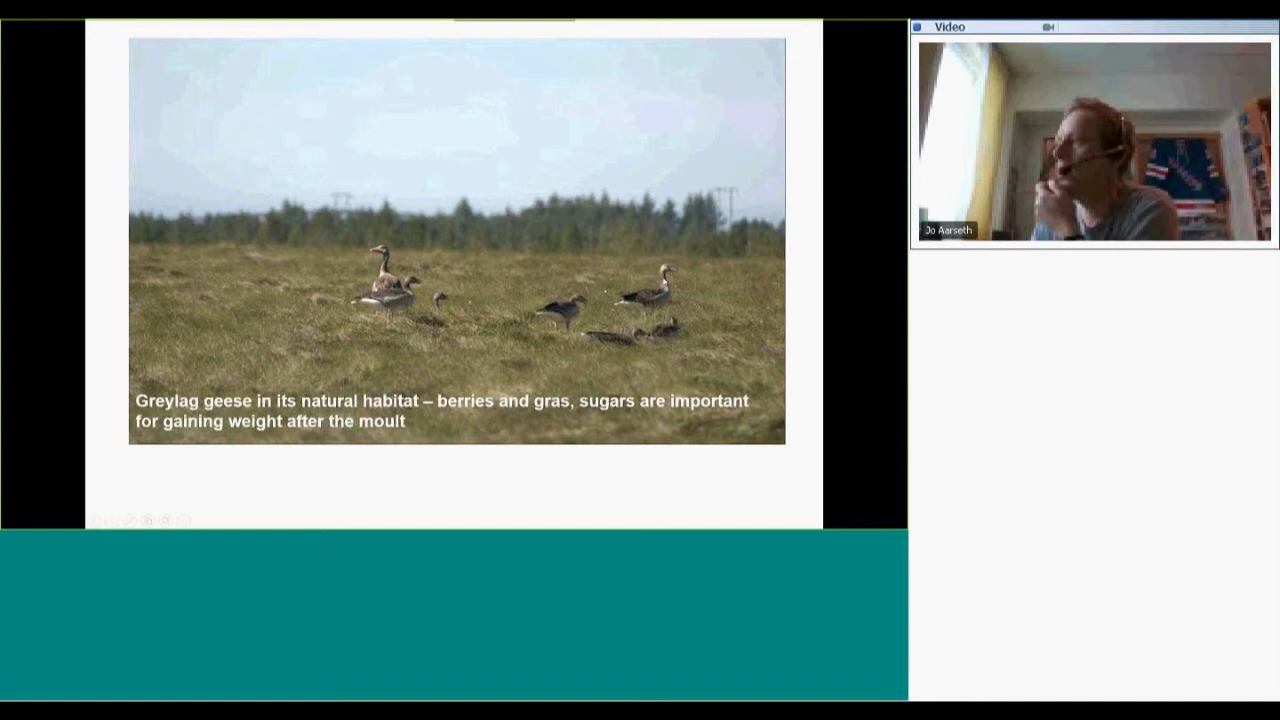 Video
Jo Aarseth
Greylag geese in its natural habitat – berries and gras, sugars are important
for gaining weight after the moult